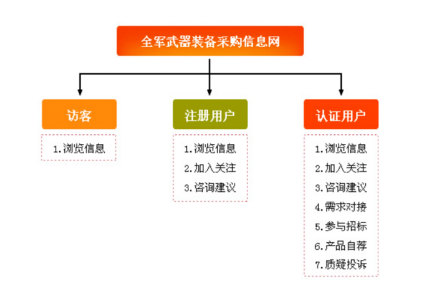 全军武器装备采购信息网
访客
注册用户
认证用户
1.浏览信息
1.浏览信息
2.加入关注
3.咨询建议
1.浏览信息
2.加入关注
3.咨询建议
4.需求对接
5.参与招标
6.产品自荐
7.质疑投诉